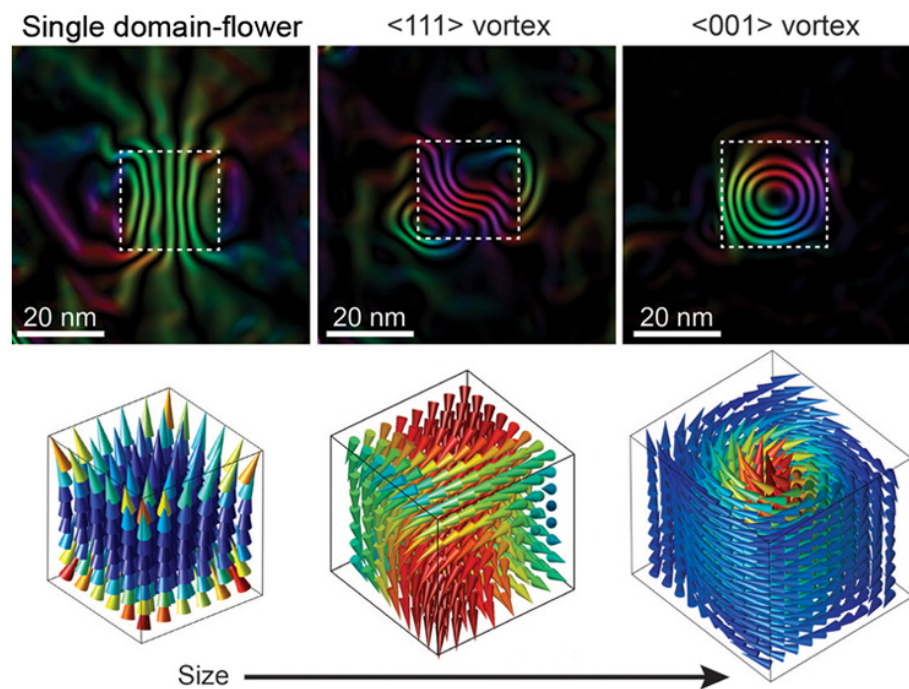 Single domain-flower
<111> vortex
<001> vortex
20 nm
20 nm
20 nm
Size